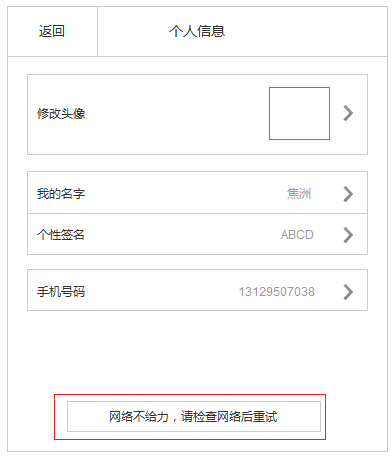 返回
个人信息
修改头像
我的名字
焦洲
个性签名
ABCD
手机号码
13129507038
网络不给力，请检查网络后重试